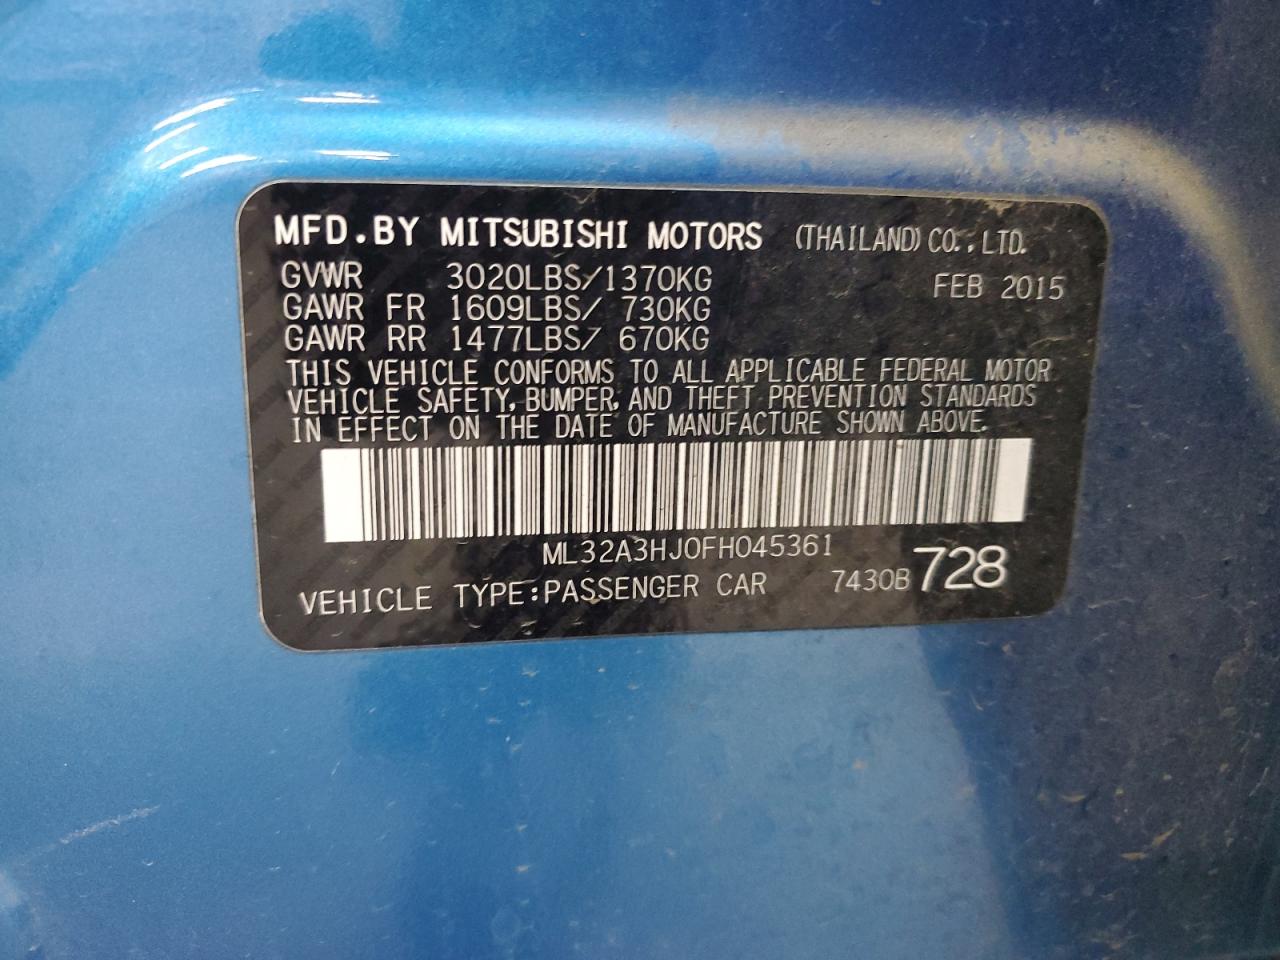 MFD.BY MITSUBISHI MOTORS (THAILAND) CO.,LTD.
GVWR 3020LBS/1370KG FEB 2015
GAWR FR 1609LBS/ 730KG
GAWR RR 1477LBS/ 670KG
THIS VEHICLE CONFORMS TO ALL APPLICABLE FEDERAL MOTOR
VEHICLE SAFETY, BUMPER, AND THEFT PREVENTION STANDARDS
IN EFFECT ON THE DATE OF MANUFACTURE SHOWN ABOVE.
ML32A3HJ0FH045361
VEHICLE TYPE:PASSENGER CAR 7430B 728